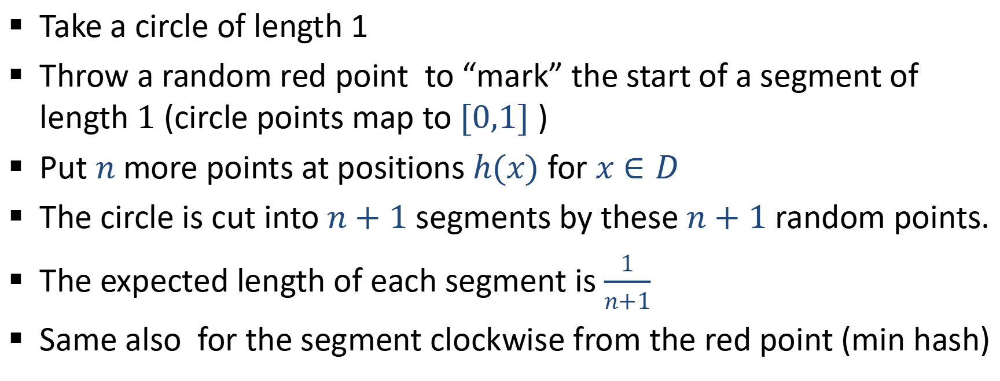 ▪ Take a circle of length 1
▪ Throw a random red point to “mark” the start of a segment of
length 1 (circle points map to [0,1] )
▪ Put n more points at positions h(x) for x ∈ D
▪ The circle is cut into n + 1 segments by these n + 1 random points.
▪ The expected length of each segment is 1/(n+1)
▪ Same also for the segment clockwise from the red point (min hash)